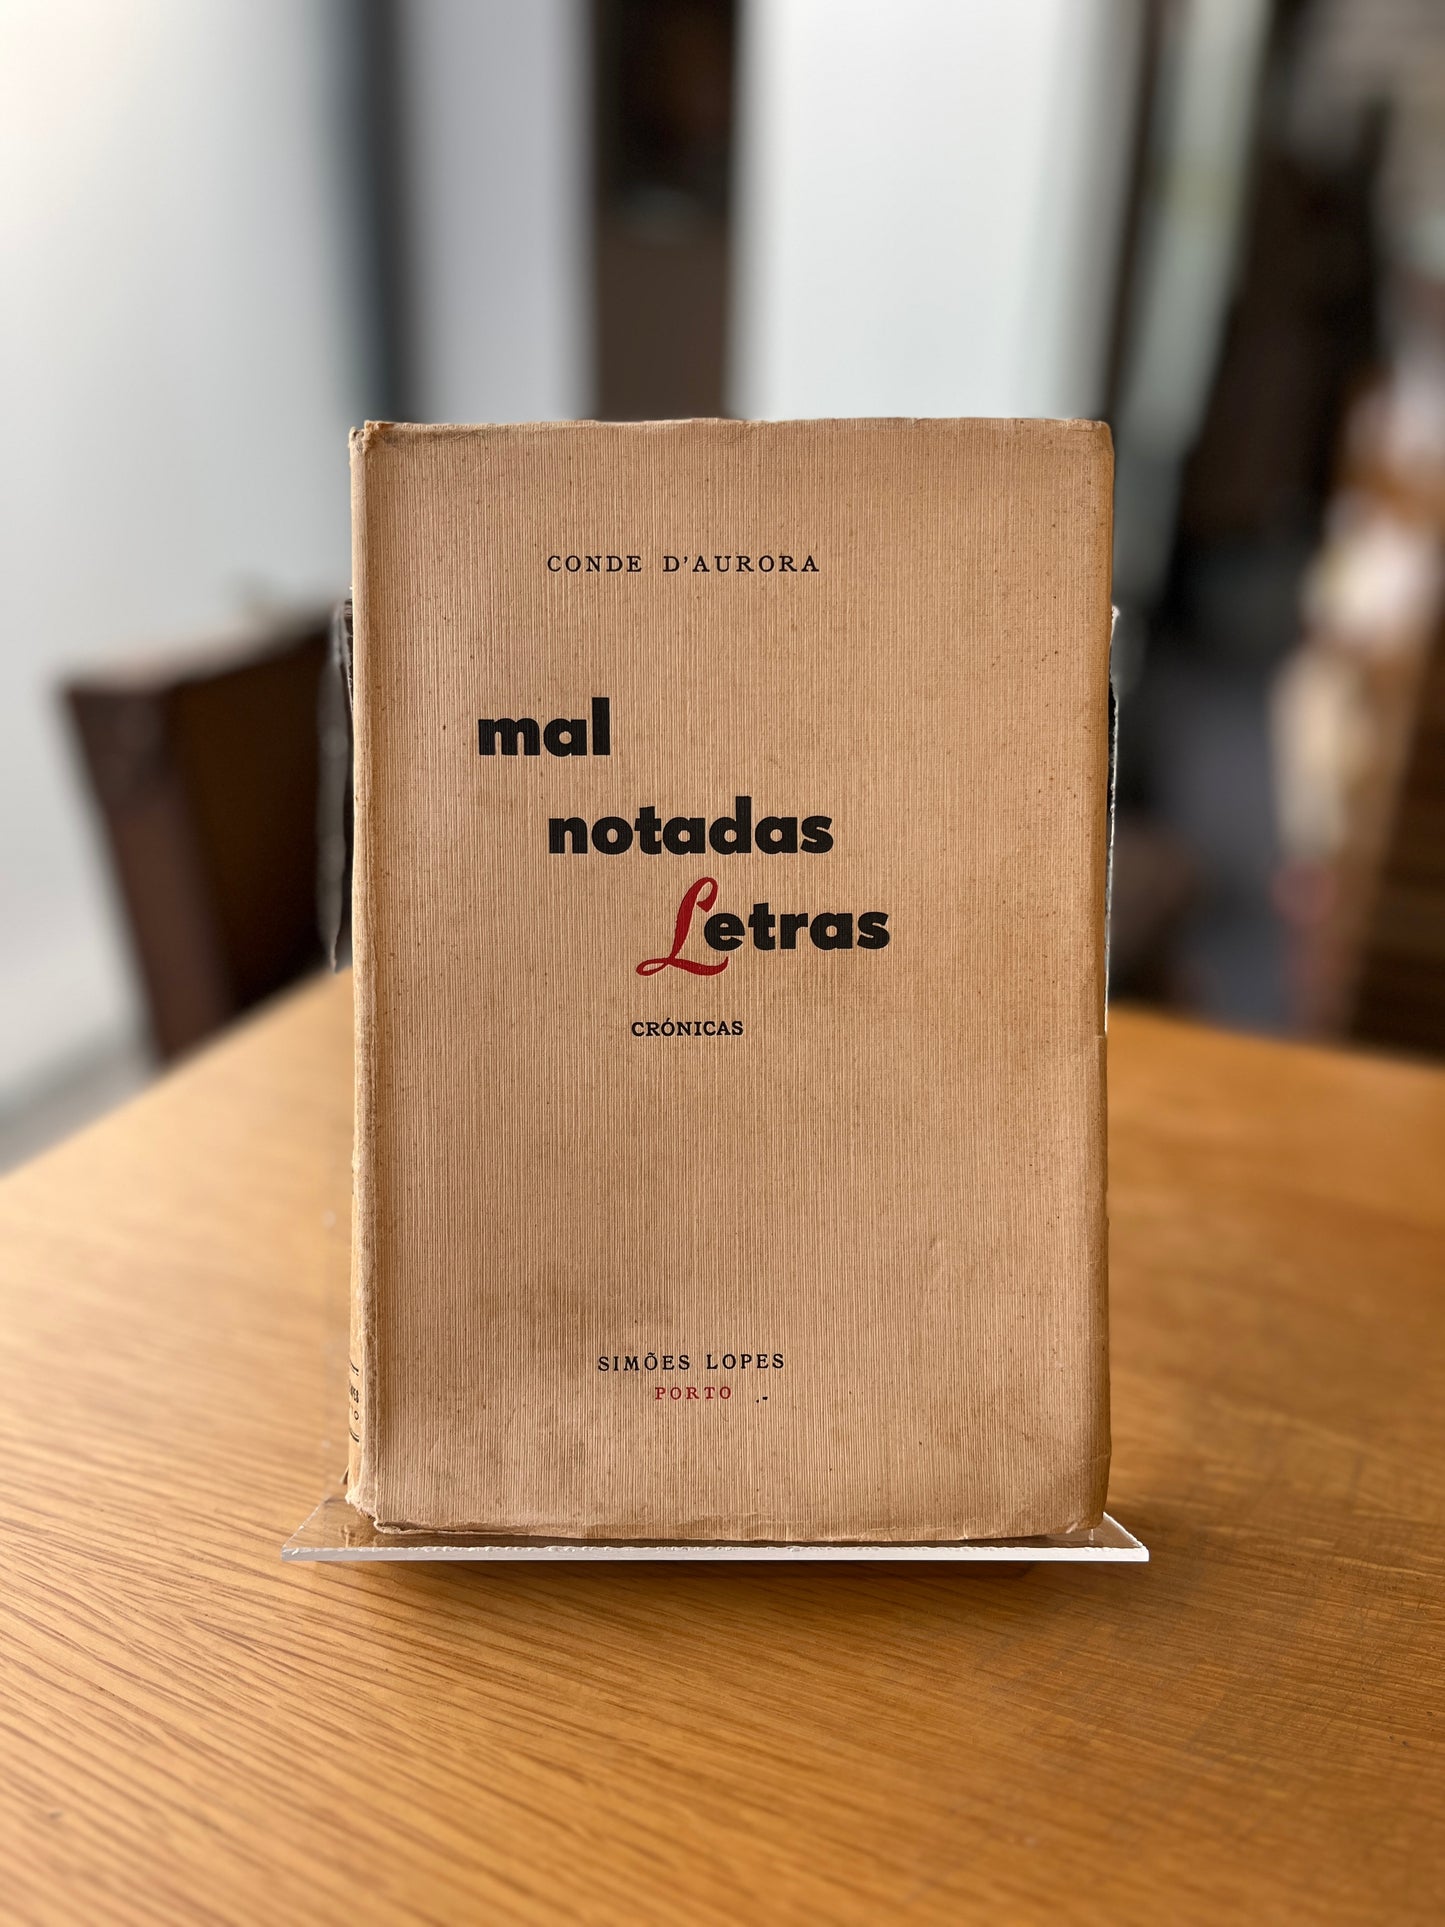 CONDE D'AURORA
mal
notadas
Letras
CRÓNICAS
SIMÕES LOPES
PORTO